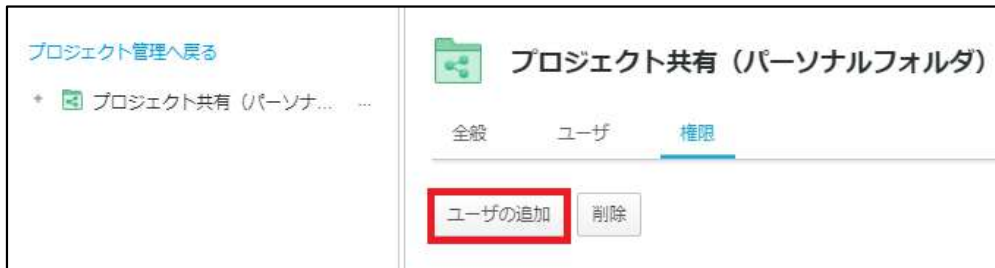 プロジェクト管理へ戻る
プロジェクト共有（パーソナ... ...
プロジェクト共有（パーソナルフォルダ）
全般 ユーザ 権限
ユーザの追加 削除